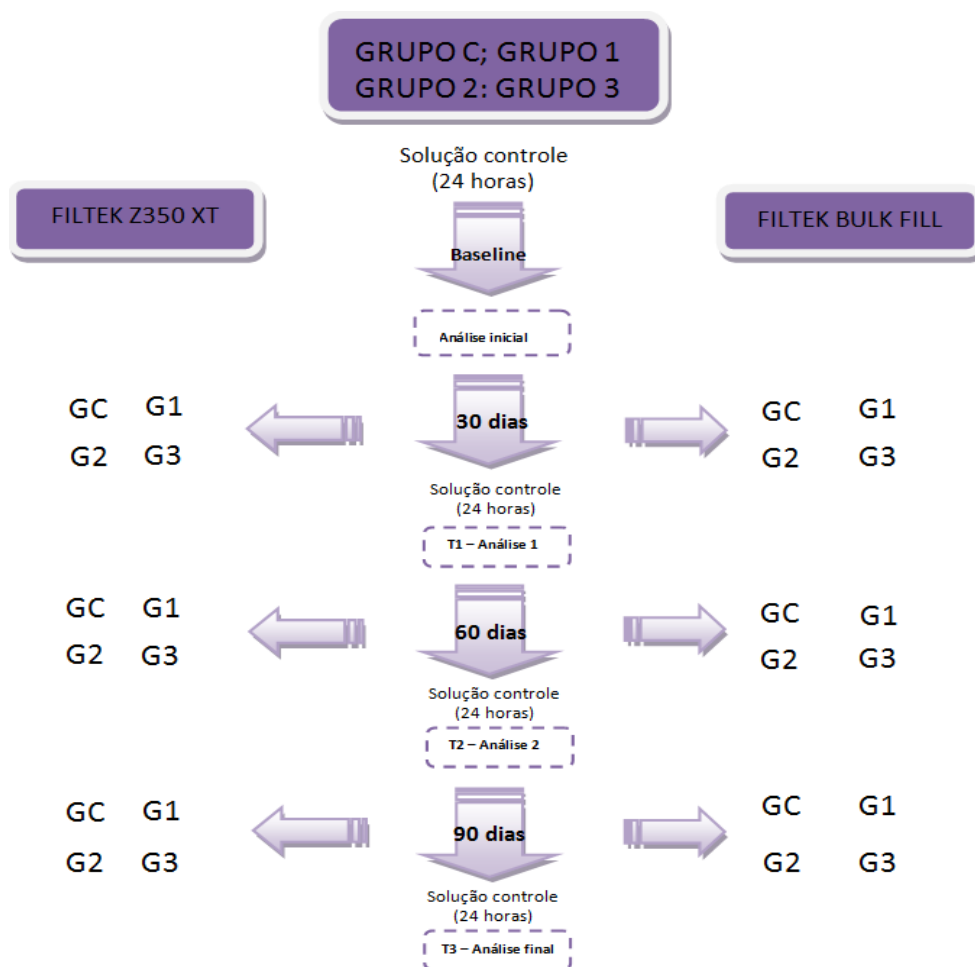 GRUPO C; GRUPO 1
GRUPO 2: GRUPO 3
Solução controle
(24 horas)
FILTEK Z350 XT
FILTEK BULK FILL
Baseline
Análise inicial
GC G1
G2 G3
30 dias
GC G1
G2 G3
Solução controle
(24 horas)
T1 – Análise 1
GC G1
G2 G3
60 dias
GC G1
G2 G3
Solução controle
(24 horas)
T2 – Análise 2
GC G1
G2 G3
90 dias
GC G1
G2 G3
Solução controle
(24 horas)
T3 – Análise final